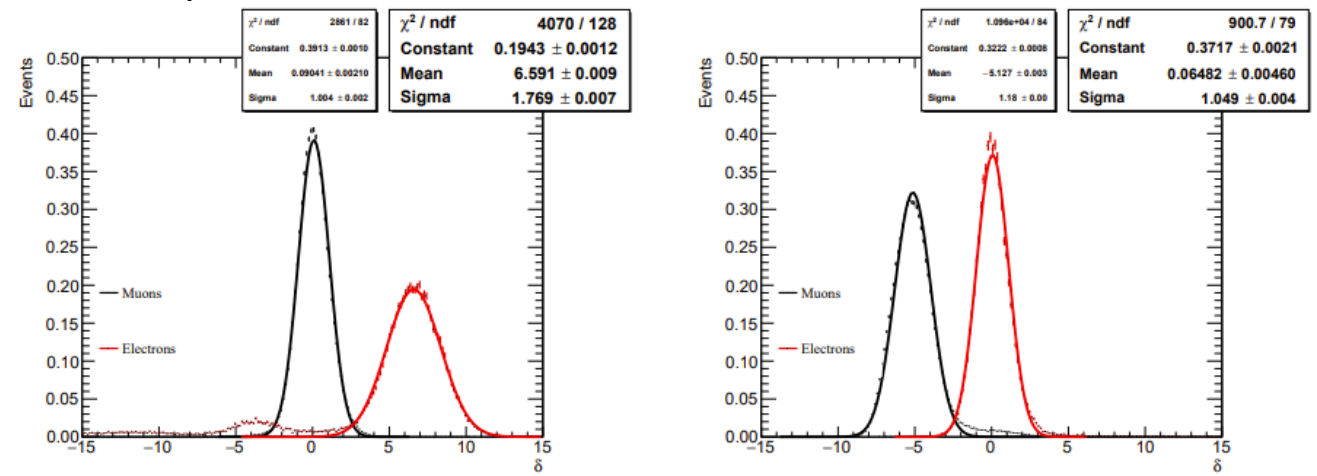 χ² / ndf 2861 / 82
Constant 0.3913 ± 0.0010
Mean 0.09041 ± 0.00210
Sigma 1.004 ± 0.002
χ² / ndf 4070 / 128
Constant 0.1943 ± 0.0012
Mean 6.591 ± 0.009
Sigma 1.769 ± 0.007
Events
0.50
0.45
0.40
0.35
0.30
0.25
0.20
0.15
0.10
0.05
0.00
Muons
Electrons
−15 −10 −5 0 5 10 15
δ
χ² / ndf 1.096e+04 / 84
Constant 0.3222 ± 0.0008
Mean −5.127 ± 0.003
Sigma 1.18 ± 0.00
χ² / ndf 900.7 / 79
Constant 0.3717 ± 0.0021
Mean 0.06482 ± 0.00460
Sigma 1.049 ± 0.004
Events
0.50
0.45
0.40
0.35
0.30
0.25
0.20
0.15
0.10
0.05
0.00
Muons
Electrons
−15 −10 −5 0 5 10 15
δ